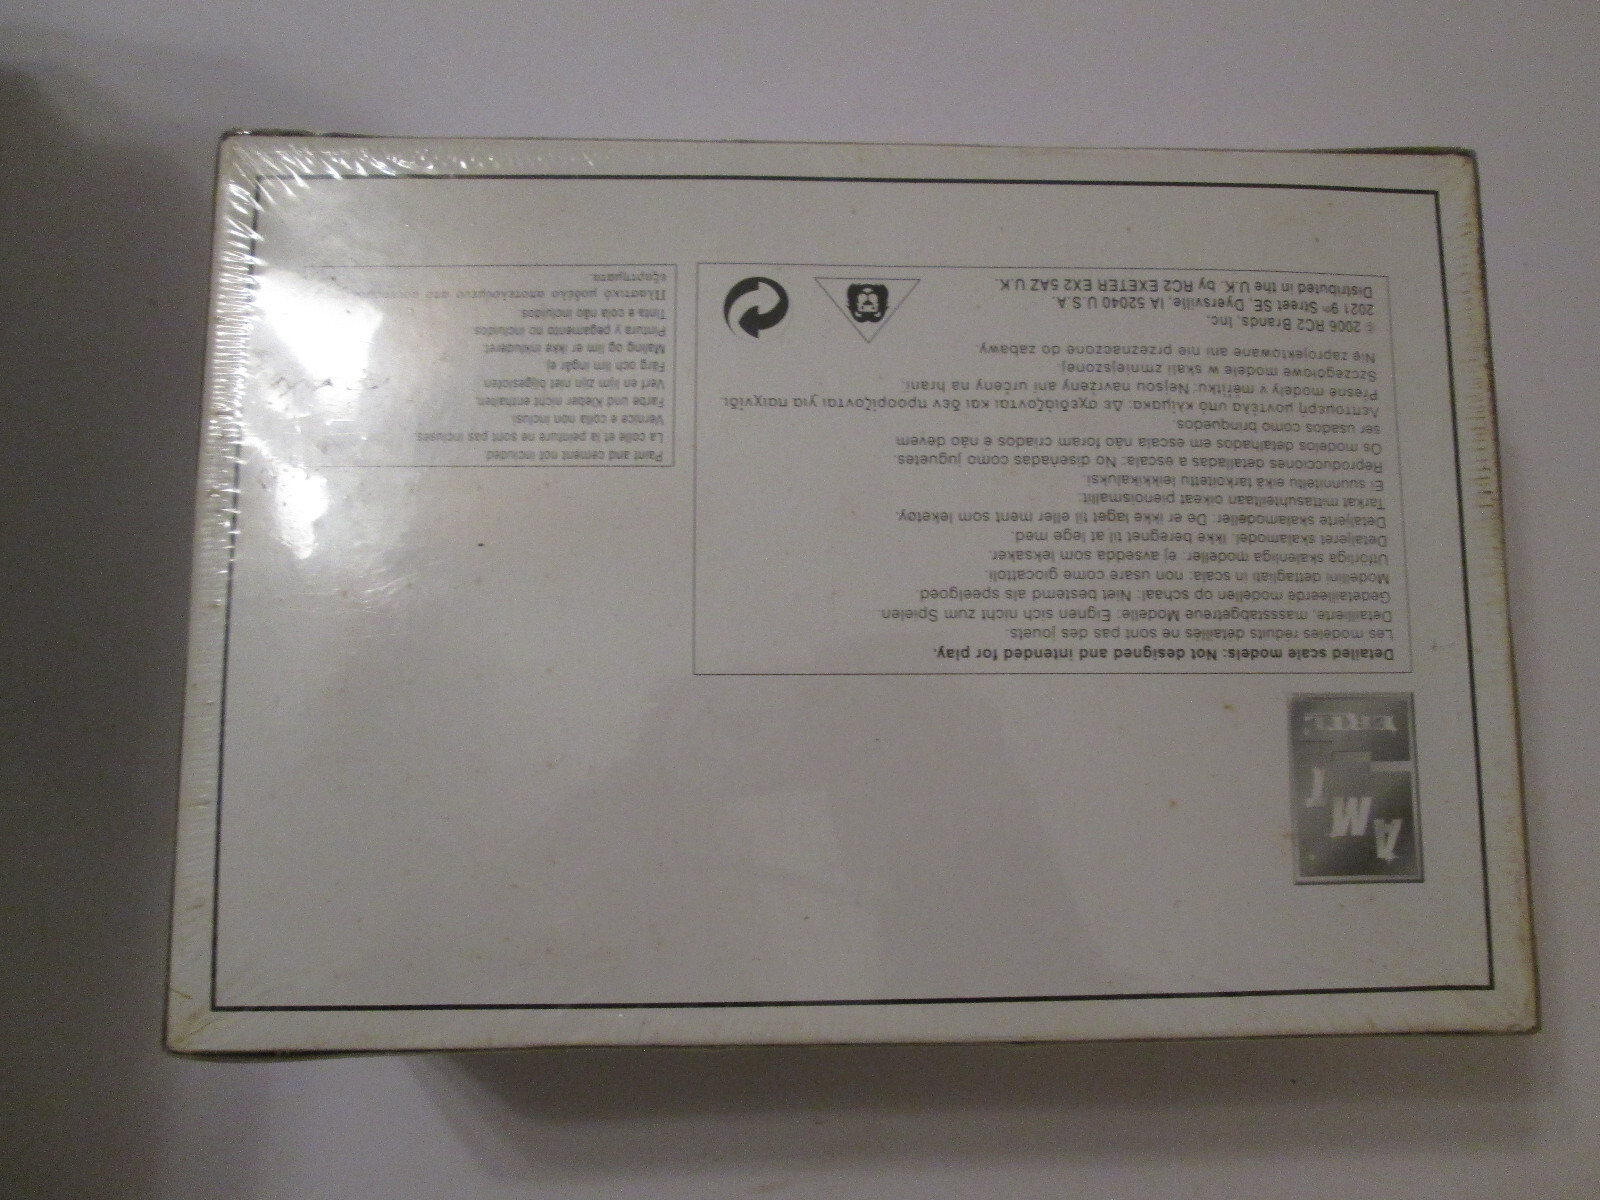 AMT
ERTL
Detailed scale models: Not designed and intended for play.
Les modèles réduits détaillés ne sont pas des jouets.
Detaillierte, massstabgetreue Modelle: Eignen sich nicht zum Spielen.
Gedetailleerde modellen op schaal: Niet bestemd als speelgoed.
Modellini dettagliati in scala: non usare come giocattoli.
Utförliga skalenliga modeller: ej avsedda som leksaker.
Detaljeret skalamodel. Ikke beregnet til at lege med.
Detaljerte skalamodeller: De er ikke laget til eller ment som leketøy.
Tarkat mittasuhteiltaan oikeat pienoismallit:
Ei suunniteltu eikä tarkoitettu leikkikaluksi.
Reproducciones detalladas a escala: No diseñadas como juguetes.
Os modelos detalhados em escala não foram criados e não devem
ser usados como brinquedos.
Λεπτομερή μοντέλα υπό κλίμακα: Δε σχεδιάζονται και δεν προορίζονται για παιχνίδι.
Přesné modely v měřítku: Nejsou navrženy ani určeny na hraní.
Szczegółowe modele w skali zmniejszonej.
Nie zaprojektowane ani nie przeznaczone do zabawy.
© 2006 RC2 Brands, Inc.
2021 9th Street SE, Dyersville, IA 52040 U.S.A.
Distributed in the U.K. by RC2 EXETER EX2 5AZ U.K.
Paint and cement not included.
La colle et la peinture ne sont pas incluses
Vernice e colla non inclusi.
Farbe und Kleber nicht enthalten.
Verf en lijm zijn niet bijgesloten
Färg och lim ingår ej
Maling og lim er ikke inkluderet
Pintura y pegamento no incluidos
Tinta e cola não incluidos.
Πλαστικό μοντέλο αποτελούμενο από
εξαρτήματα.